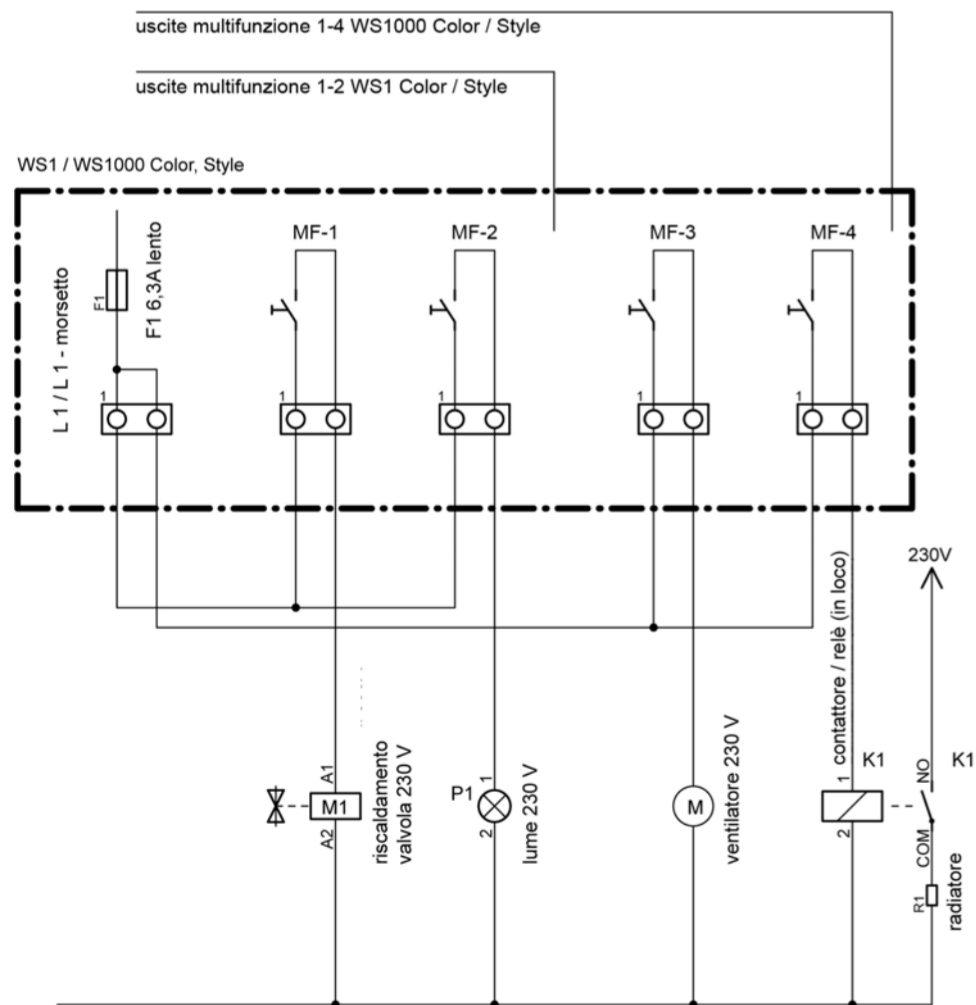 uscite multifunzione 1-4 WS1000 Color / Style
uscite multifunzione 1-2 WS1 Color / Style
WS1 / WS1000 Color, Style
L 1 / L 1 - morsetto
F1
F1 6,3A lento
MF-1
MF-2
MF-3
MF-4
1
1
1
1
1
230V
contattore / relè (in loco)
A1
M1
A2
riscaldamento
valvola 230 V
P1
1
2
lume 230 V
M
ventilatore 230 V
1
K1
2
NO
K1
COM
R1
radiatore